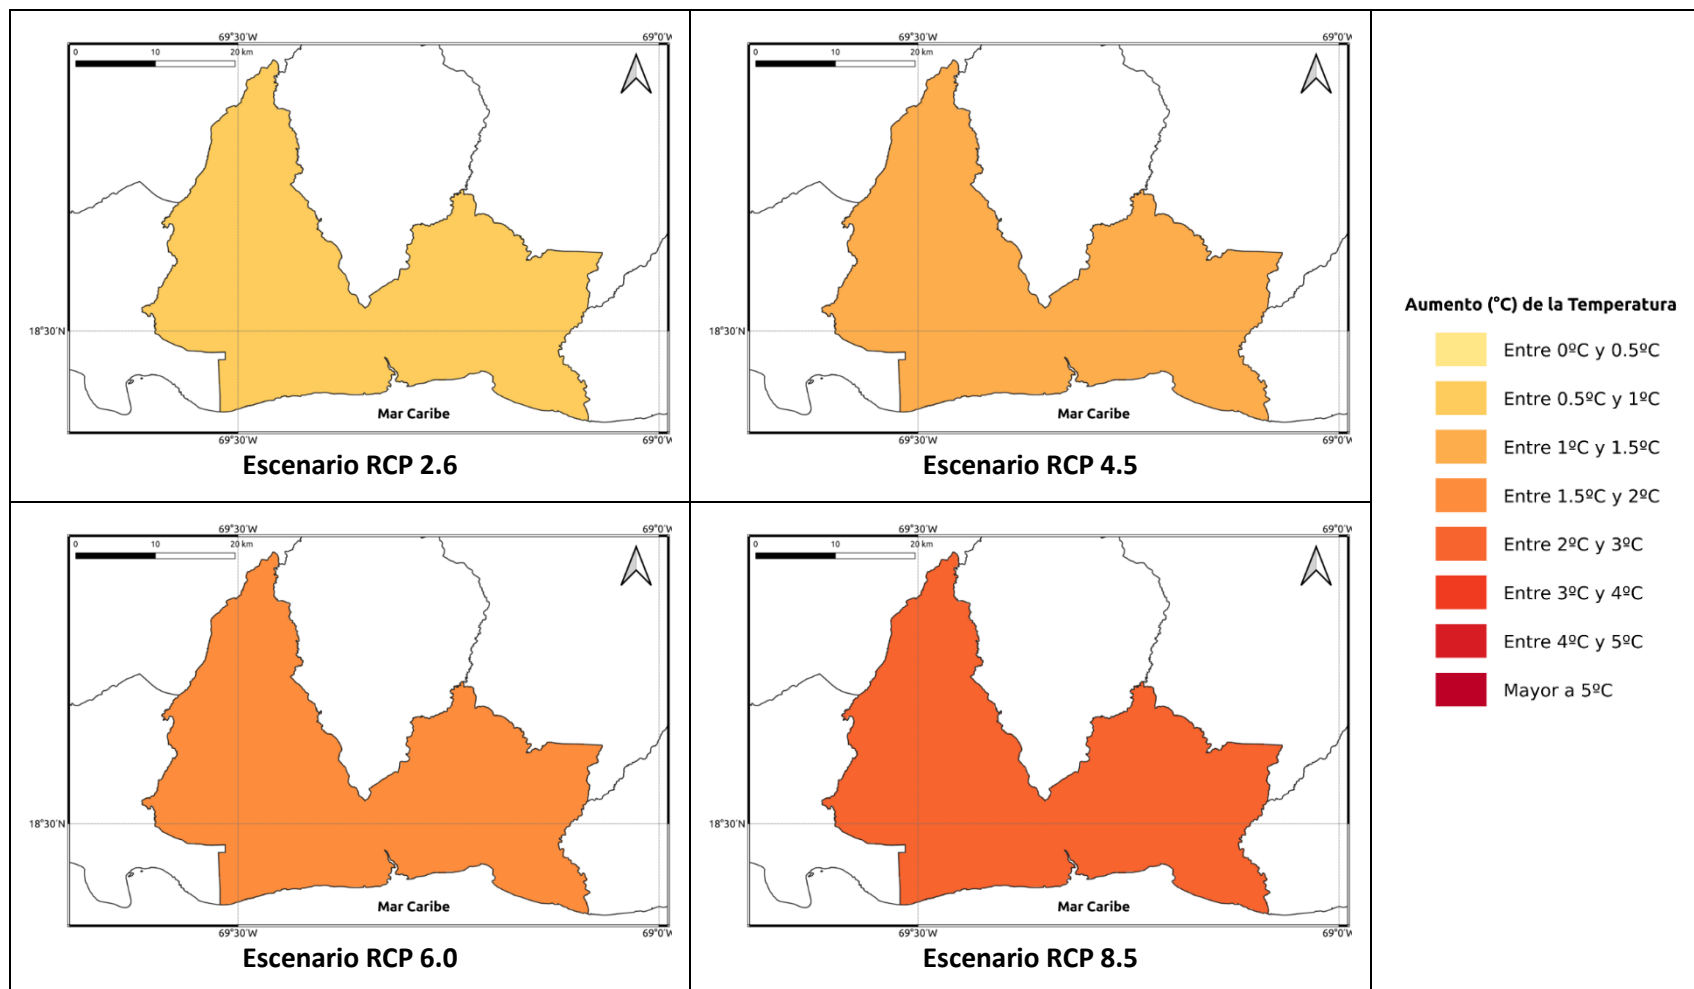 69°30'W 69°0'W
0 10 20 km
18°30'N
Mar Caribe
69°30'W 69°0'W
Escenario RCP 2.6
69°30'W 69°0'W
0 10 20 km
18°30'N
Mar Caribe
69°30'W 69°0'W
Escenario RCP 4.5
69°30'W 69°0'W
0 10 20 km
18°30'N
Mar Caribe
69°30'W 69°0'W
Escenario RCP 6.0
69°30'W 69°0'W
0 10 20 km
18°30'N
Mar Caribe
69°30'W 69°0'W
Escenario RCP 8.5
Aumento (°C) de la Temperatura
Entre 0ºC y 0.5ºC
Entre 0.5ºC y 1ºC
Entre 1ºC y 1.5ºC
Entre 1.5ºC y 2ºC
Entre 2ºC y 3ºC
Entre 3ºC y 4ºC
Entre 4ºC y 5ºC
Mayor a 5ºC